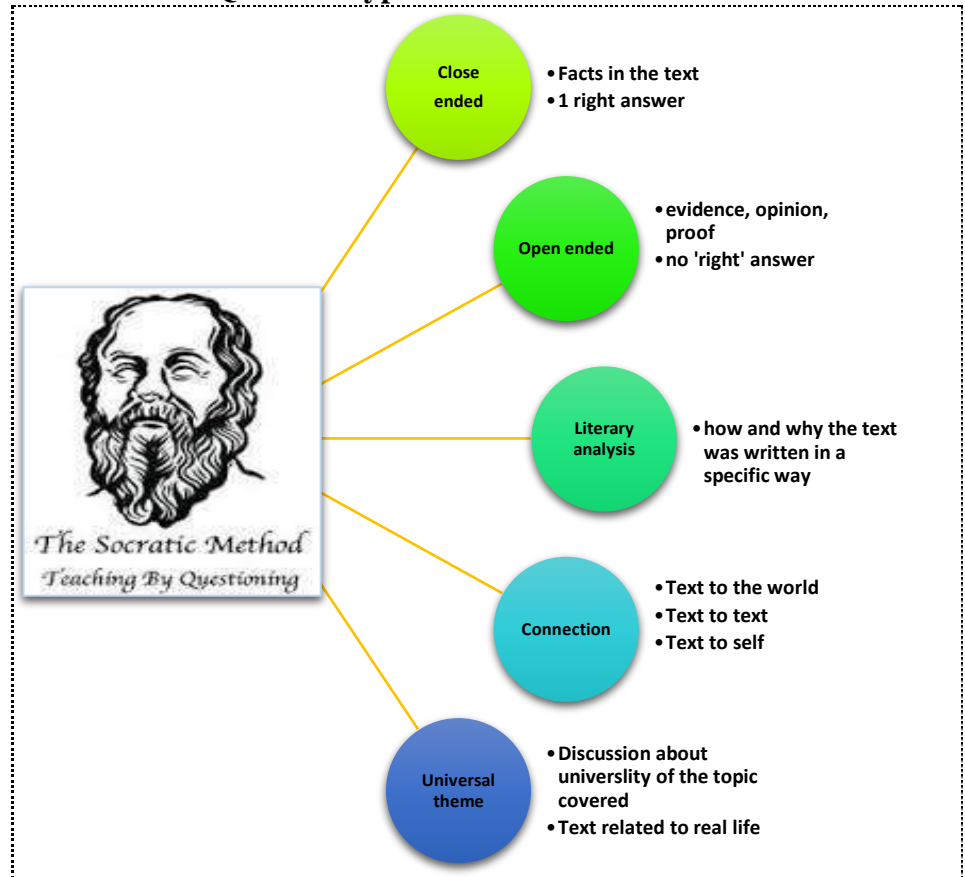 Close
ended
•Facts in the text
•1 right answer
Open ended
•evidence, opinion,
proof
•no 'right' answer
The Socratic Method
Teaching By Questioning
Literary
analysis
•how and why the text
was written in a
specific way
Connection
•Text to the world
•Text to text
•Text to self
Universal
theme
•Discussion about
universlity of the topic
covered
•Text related to real life